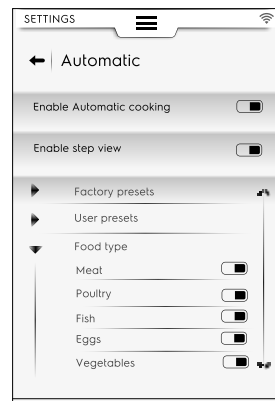 SETTINGS
Automatic
Enable Automatic cooking
Enable step view
Factory presets
User presets
Food type
Meat
Poultry
Fish
Eggs
Vegetables